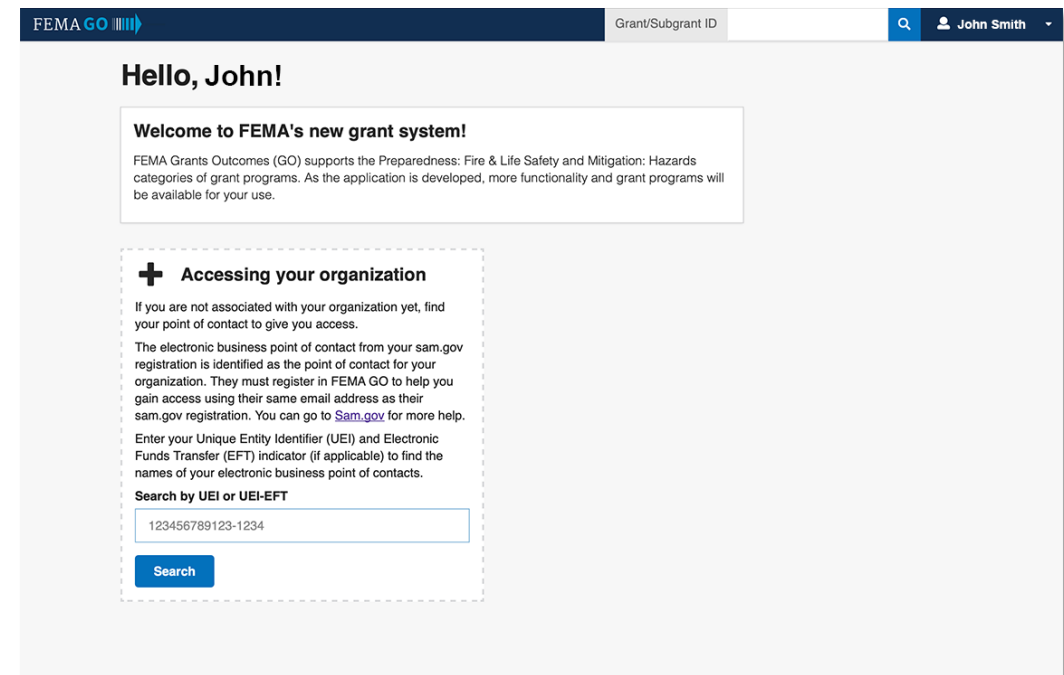 FEMA GO
Grant/Subgrant ID
John Smith
Hello, John!
Welcome to FEMA's new grant system!
FEMA Grants Outcomes (GO) supports the Preparedness: Fire & Life Safety and Mitigation: Hazards
categories of grant programs. As the application is developed, more functionality and grant programs will
be available for your use.
Accessing your organization
If you are not associated with your organization yet, find
your point of contact to give you access.
The electronic business point of contact from your sam.gov
registration is identified as the point of contact for your
organization. They must register in FEMA GO to help you
gain access using their same email address as their
sam.gov registration. You can go to Sam.gov for more help.
Enter your Unique Entity Identifier (UEI) and Electronic
Funds Transfer (EFT) indicator (if applicable) to find the
names of your electronic business point of contacts.
Search by UEI or UEI-EFT
123456789123-1234
Search